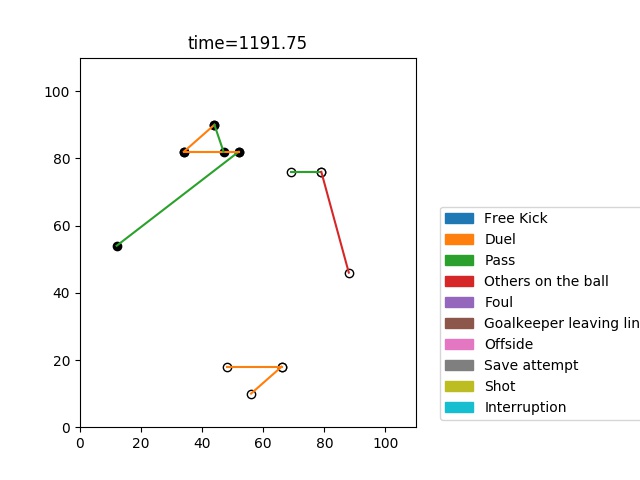 time=1191.75
100
80
60
40
20
0
0 20 40 60 80 100
Free Kick
Duel
Pass
Others on the ball
Foul
Goalkeeper leaving lin
Offside
Save attempt
Shot
Interruption